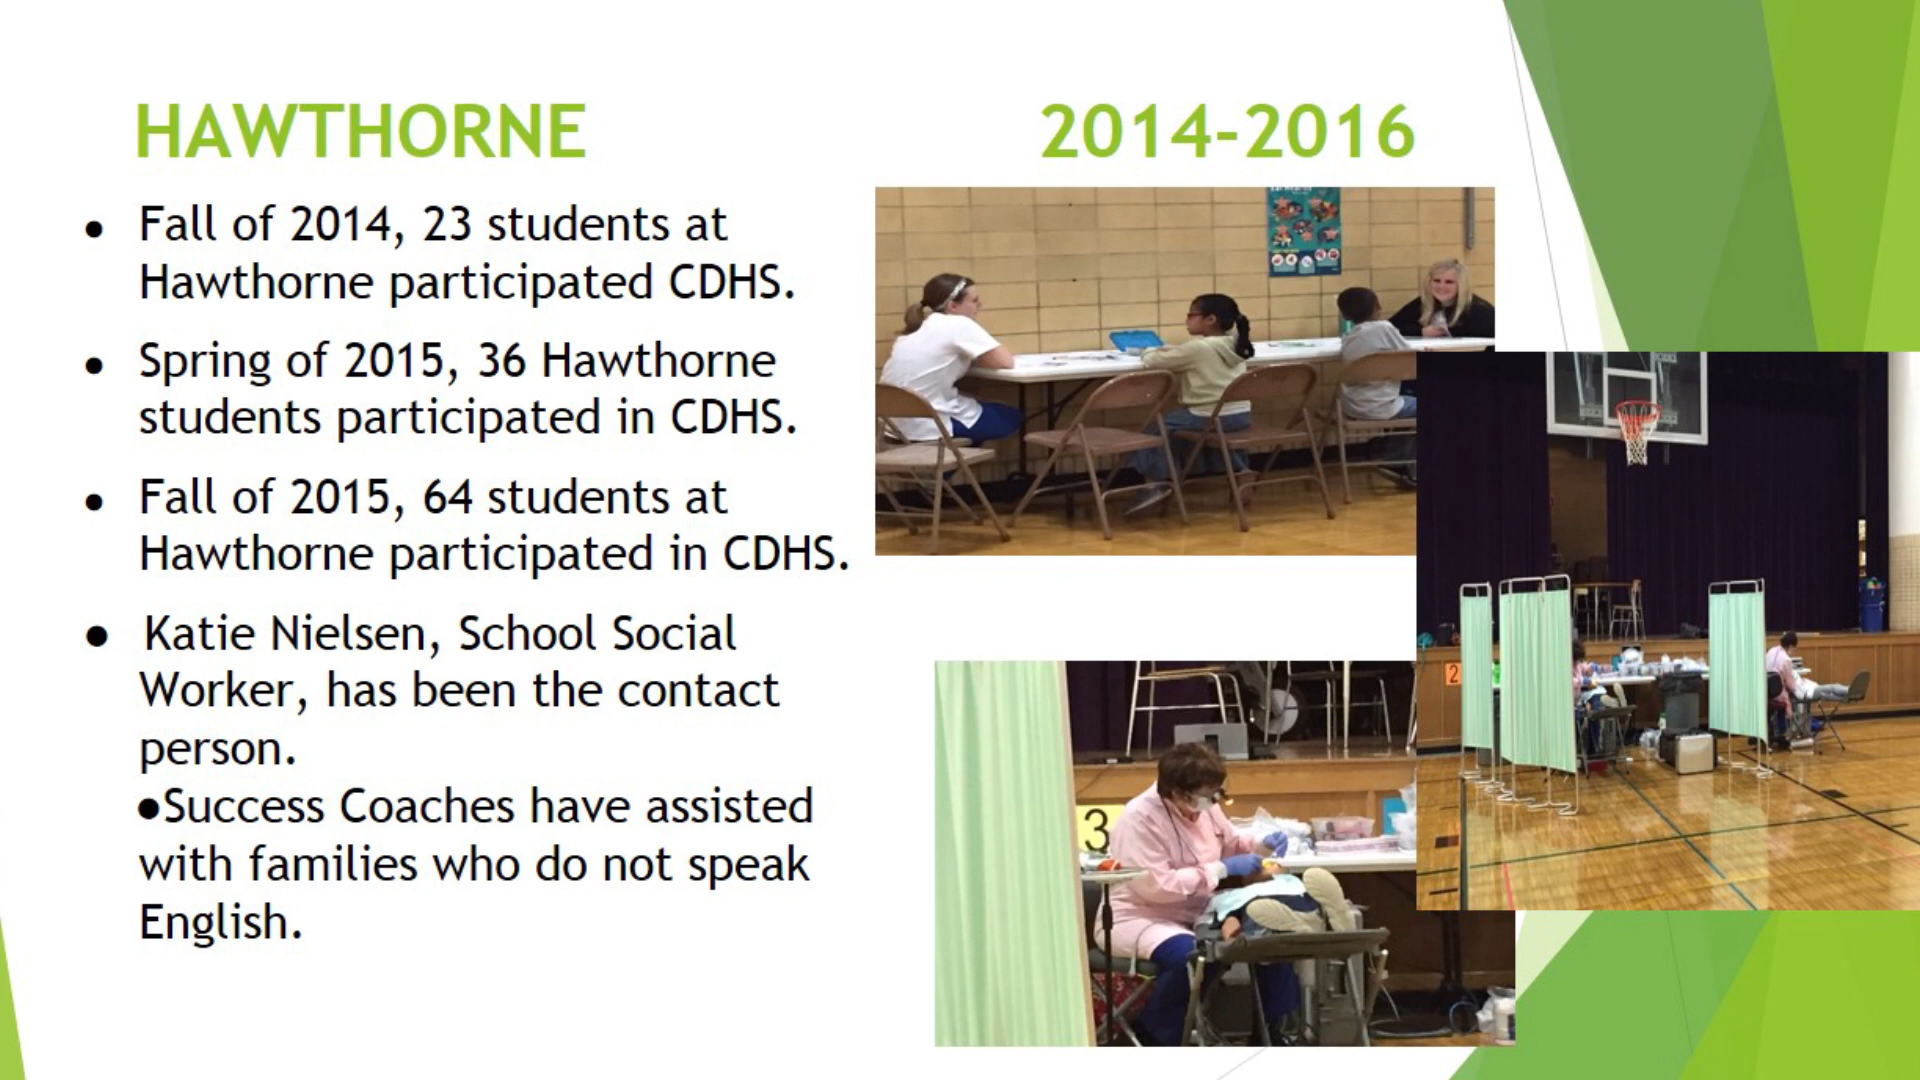 HAWTHORNE 2014-2016
● Fall of 2014, 23 students at
Hawthorne participated CDHS.
● Spring of 2015, 36 Hawthorne
students participated in CDHS.
● Fall of 2015, 64 students at
Hawthorne participated in CDHS.
● Katie Nielsen, School Social
Worker, has been the contact
person.
●Success Coaches have assisted
with families who do not speak
English.
2
3